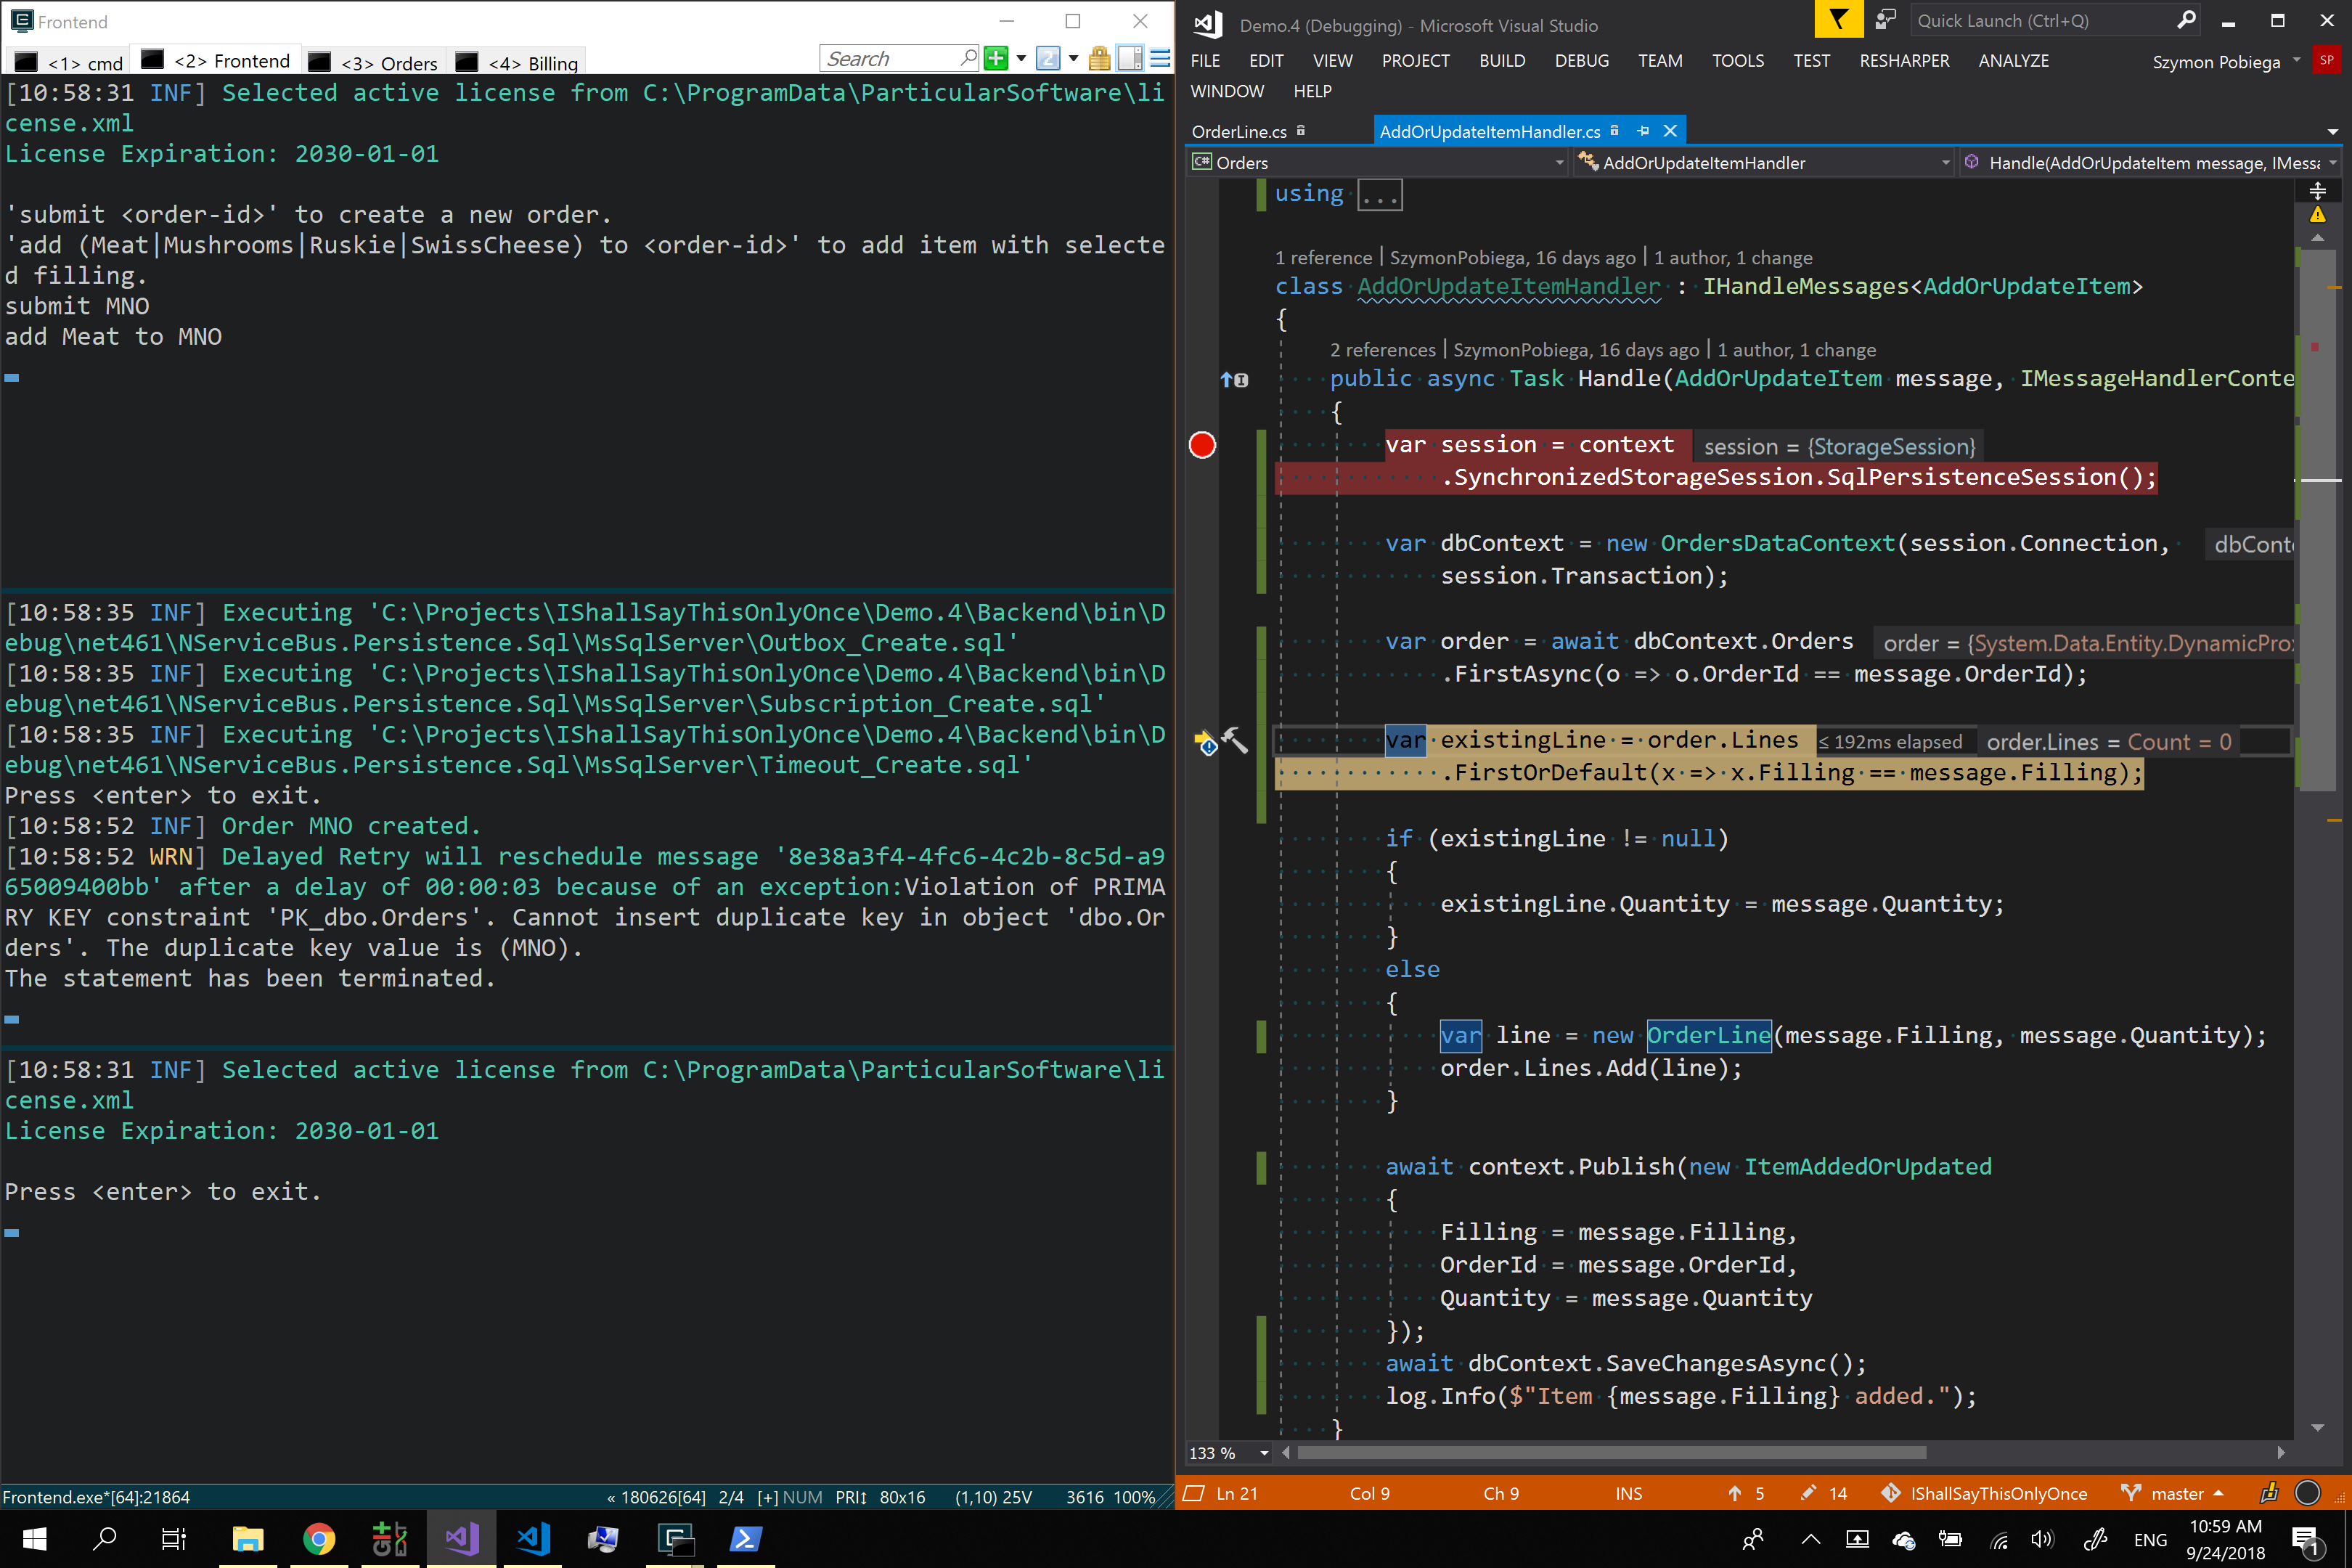 Frontend
<1> cmd
<2> Frontend
<3> Orders
<4> Billing
Search
[10:58:31 INF] Selected active license from C:\ProgramData\ParticularSoftware\li
cense.xml
License Expiration: 2030-01-01
'submit <order-id>' to create a new order.
'add (Meat|Mushrooms|Ruskie|SwissCheese) to <order-id>' to add item with selecte
d filling.
submit MNO
add Meat to MNO
[10:58:35 INF] Executing 'C:\Projects\IShallSayThisOnlyOnce\Demo.4\Backend\bin\D
ebug\net461\NServiceBus.Persistence.Sql\MsSqlServer\Outbox_Create.sql'
[10:58:35 INF] Executing 'C:\Projects\IShallSayThisOnlyOnce\Demo.4\Backend\bin\D
ebug\net461\NServiceBus.Persistence.Sql\MsSqlServer\Subscription_Create.sql'
[10:58:35 INF] Executing 'C:\Projects\IShallSayThisOnlyOnce\Demo.4\Backend\bin\D
ebug\net461\NServiceBus.Persistence.Sql\MsSqlServer\Timeout_Create.sql'
Press <enter> to exit.
[10:58:52 INF] Order MNO created.
[10:58:52 WRN] Delayed Retry will reschedule message '8e38a3f4-4fc6-4c2b-8c5d-a9
65009400bb' after a delay of 00:00:03 because of an exception:Violation of PRIMA
RY KEY constraint 'PK_dbo.Orders'. Cannot insert duplicate key in object 'dbo.Or
ders'. The duplicate key value is (MNO).
The statement has been terminated.
[10:58:31 INF] Selected active license from C:\ProgramData\ParticularSoftware\li
cense.xml
License Expiration: 2030-01-01
Press <enter> to exit.
Frontend.exe*[64]:21864 « 180626[64] 2/4 [+] NUM PRI↕ 80x16 (1,10) 25V 3616 100%
Demo.4 (Debugging) - Microsoft Visual Studio
Quick Launch (Ctrl+Q)
FILE EDIT VIEW PROJECT BUILD DEBUG TEAM TOOLS TEST RESHARPER ANALYZE
Szymon Pobiega SP
WINDOW HELP
OrderLine.cs AddOrUpdateItemHandler.cs
C# Orders AddOrUpdateItemHandler Handle(AddOrUpdateItem message, IMessa
using ...
1 reference | SzymonPobiega, 16 days ago | 1 author, 1 change
class AddOrUpdateItemHandler : IHandleMessages<AddOrUpdateItem>
{
2 references | SzymonPobiega, 16 days ago | 1 author, 1 change
public async Task Handle(AddOrUpdateItem message, IMessageHandlerConte
{
var session = context session = {StorageSession}
.SynchronizedStorageSession.SqlPersistenceSession();
var dbContext = new OrdersDataContext(session.Connection, dbConte
session.Transaction);
var order = await dbContext.Orders order = {System.Data.Entity.DynamicProx
.FirstAsync(o => o.OrderId == message.OrderId);
var existingLine = order.Lines ≤ 192ms elapsed order.Lines = Count = 0
.FirstOrDefault(x => x.Filling == message.Filling);
if (existingLine != null)
{
existingLine.Quantity = message.Quantity;
}
else
{
var line = new OrderLine(message.Filling, message.Quantity);
order.Lines.Add(line);
}
await context.Publish(new ItemAddedOrUpdated
{
Filling = message.Filling,
OrderId = message.OrderId,
Quantity = message.Quantity
});
await dbContext.SaveChangesAsync();
log.Info($"Item {message.Filling} added.");
}
133 %
Ln 21 Col 9 Ch 9 INS 5 14 IShallSayThisOnlyOnce master
ENG
10:59 AM
9/24/2018
1